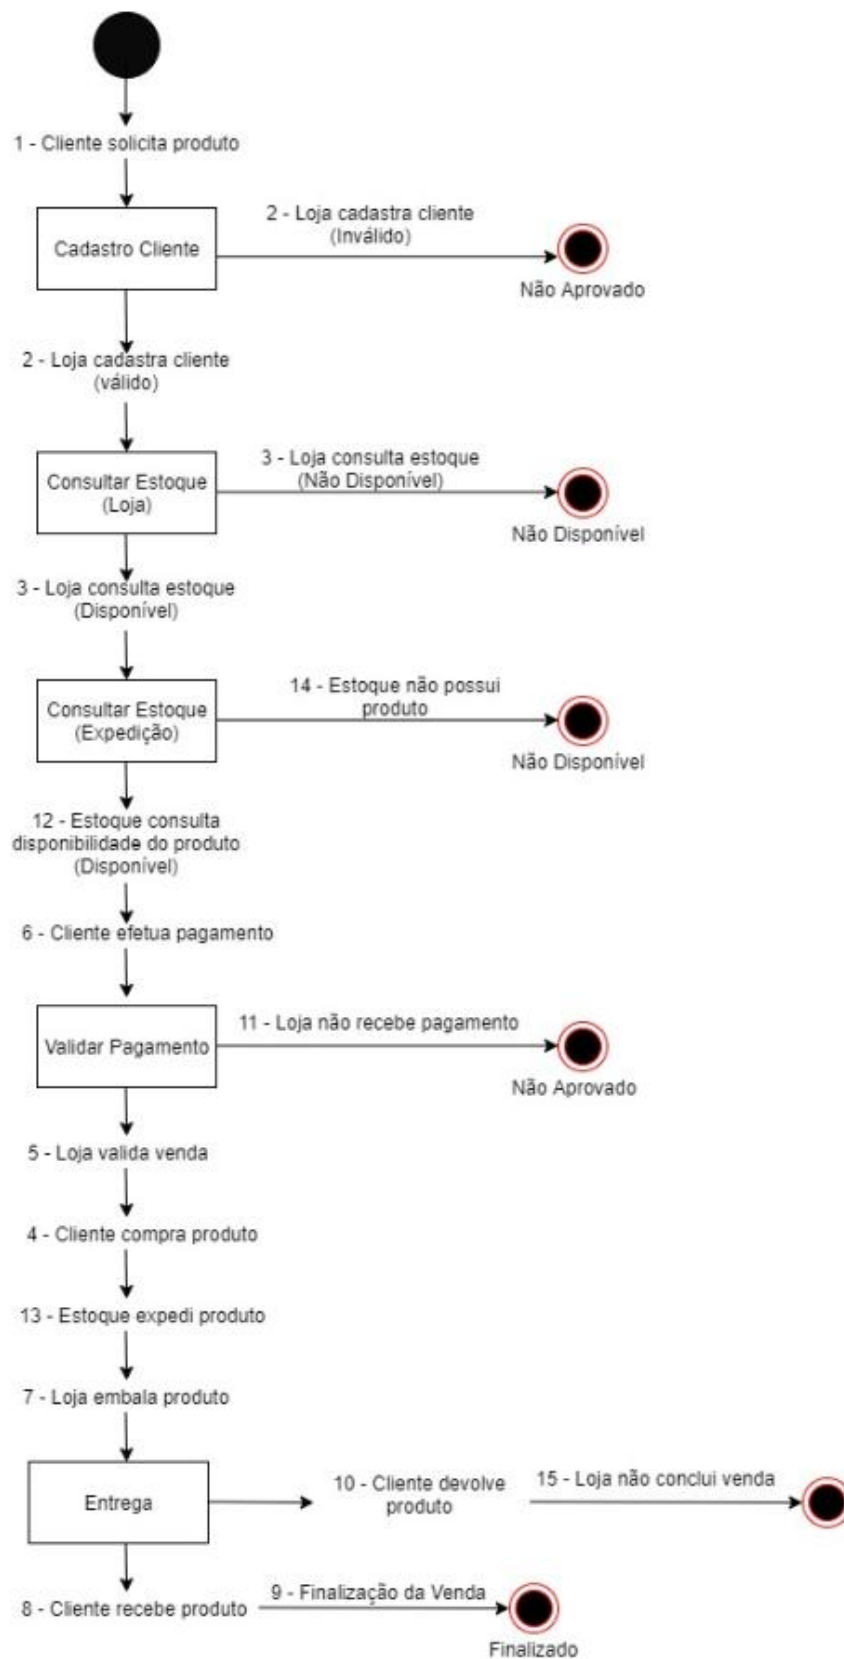 1 - Cliente solicita produto
Cadastro Cliente
2 - Loja cadastra cliente
(Inválido)
Não Aprovado
2 - Loja cadastra cliente
(válido)
Consultar Estoque
(Loja)
3 - Loja consulta estoque
(Não Disponível)
Não Disponível
3 - Loja consulta estoque
(Disponível)
Consultar Estoque
(Expedição)
14 - Estoque não possui
produto
Não Disponível
12 - Estoque consulta
disponibilidade do produto
(Disponível)
6 - Cliente efetua pagamento
Validar Pagamento
11 - Loja não recebe pagamento
Não Aprovado
5 - Loja valida venda
4 - Cliente compra produto
13 - Estoque expedi produto
7 - Loja embala produto
Entrega
10 - Cliente devolve
produto
15 - Loja não conclui venda
8 - Cliente recebe produto
9 - Finalização da Venda
Finalizado